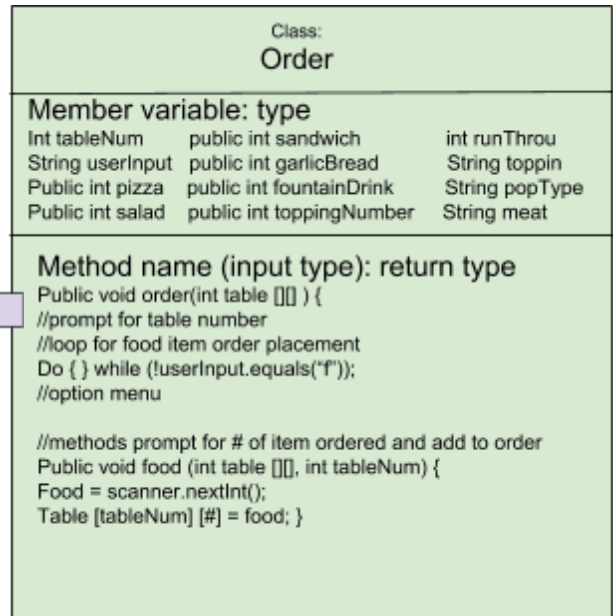 Class:
Order
Member variable: type
Int tableNum public int sandwich int runThrou
String userInput public int garlicBread String toppin
Public int pizza public int fountainDrink String popType
Public int salad public int toppingNumber String meat
Method name (input type): return type
Public void order(int table [][] ) {
//prompt for table number
//loop for food item order placement
Do { } while (!userInput.equals(“f”));
//option menu
//methods prompt for # of item ordered and add to order
Public void food (int table [][], int tableNum) {
Food = scanner.nextInt();
Table [tableNum] [#] = food; }